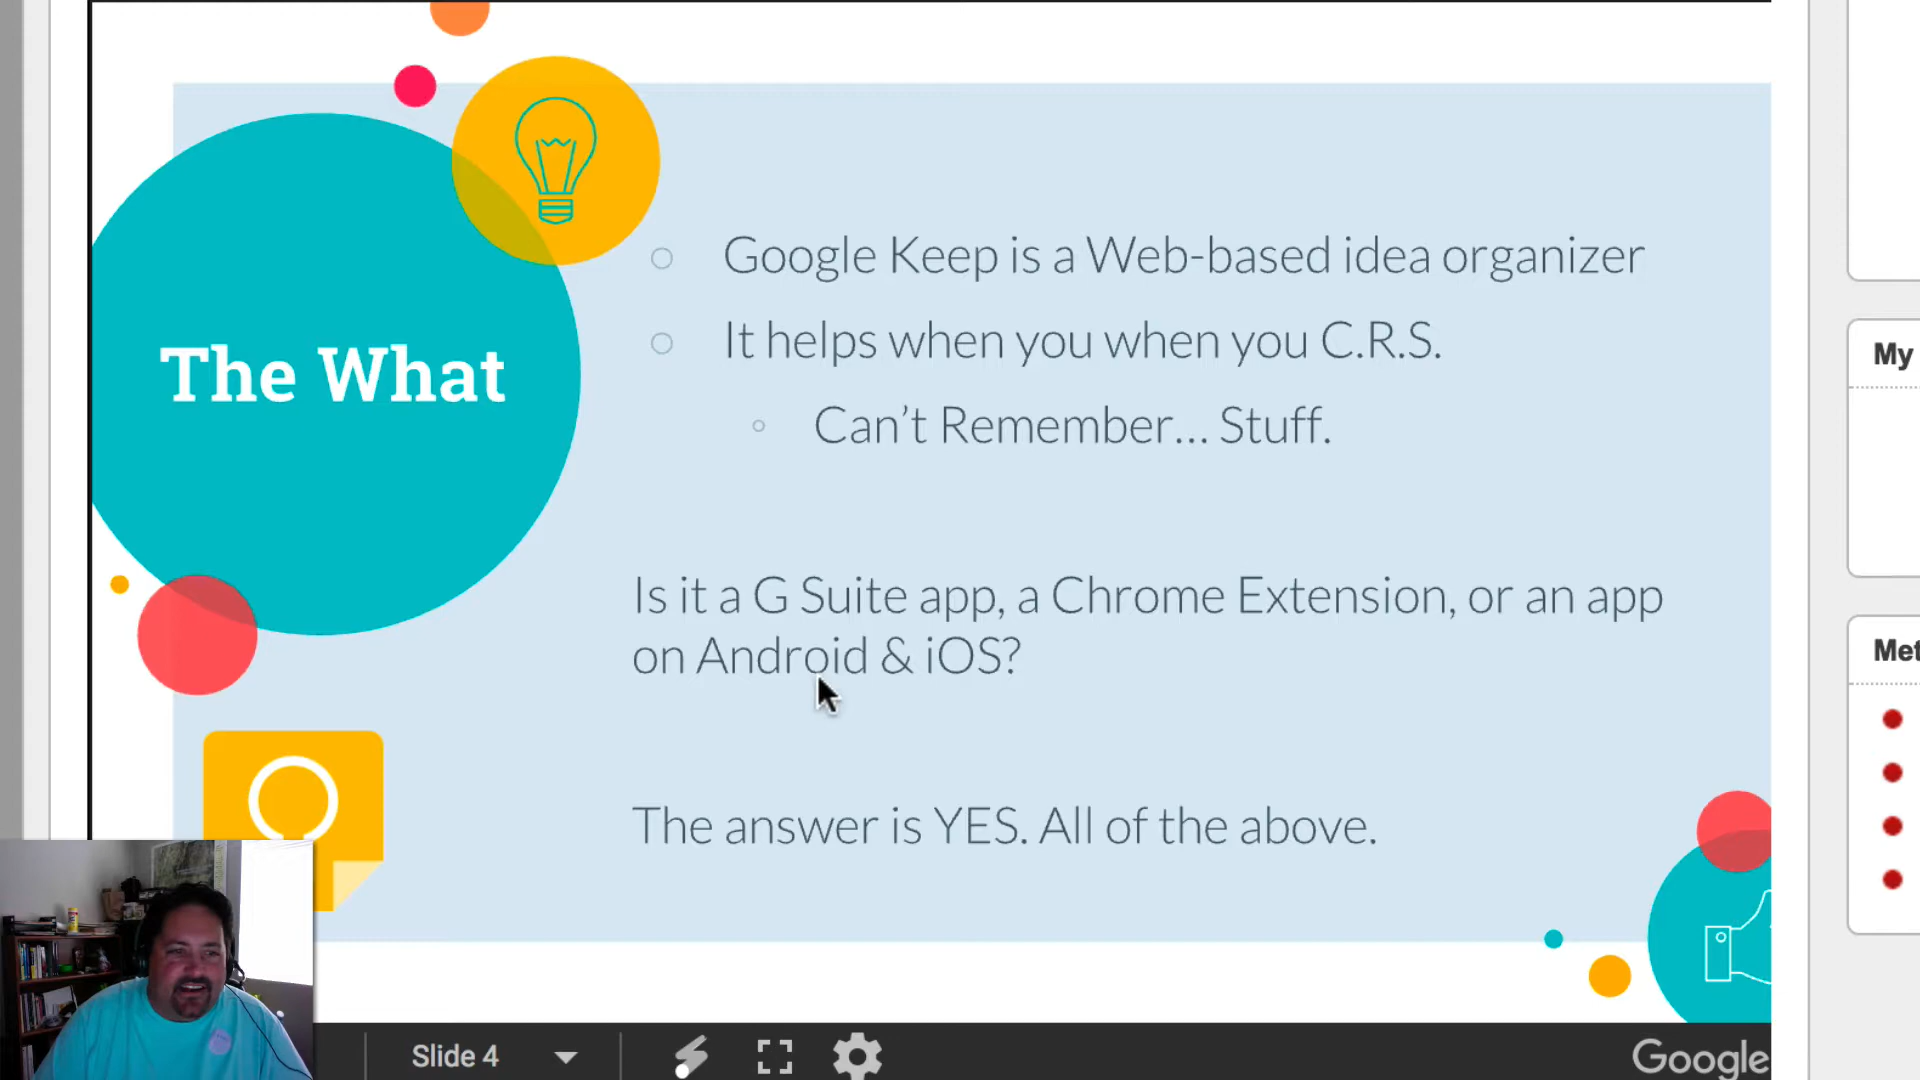 The What
Google Keep is a Web-based idea organizer
It helps when you when you C.R.S.
Can't Remember... Stuff.
Is it a G Suite app, a Chrome Extension, or an app
on Android & iOS?
The answer is YES. All of the above.
My
Met
Slide 4
Google